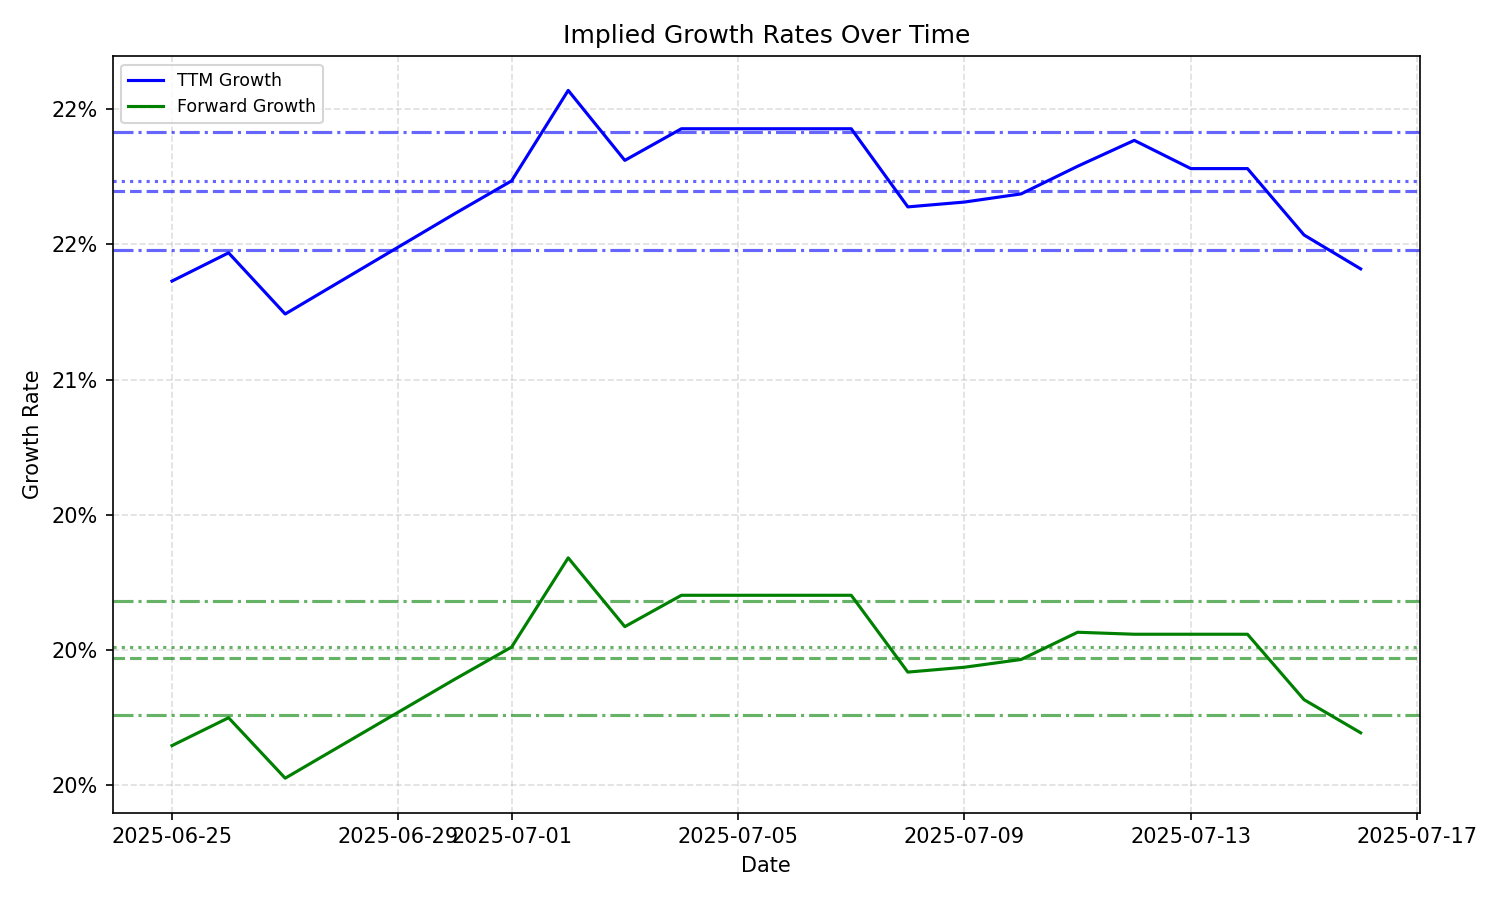 Implied Growth Rates Over Time
TTM Growth
Forward Growth
22%
22%
21%
20%
20%
20%
Growth Rate
2025-06-25
2025-06-29
2025-07-01
2025-07-05
2025-07-09
2025-07-13
2025-07-17
Date